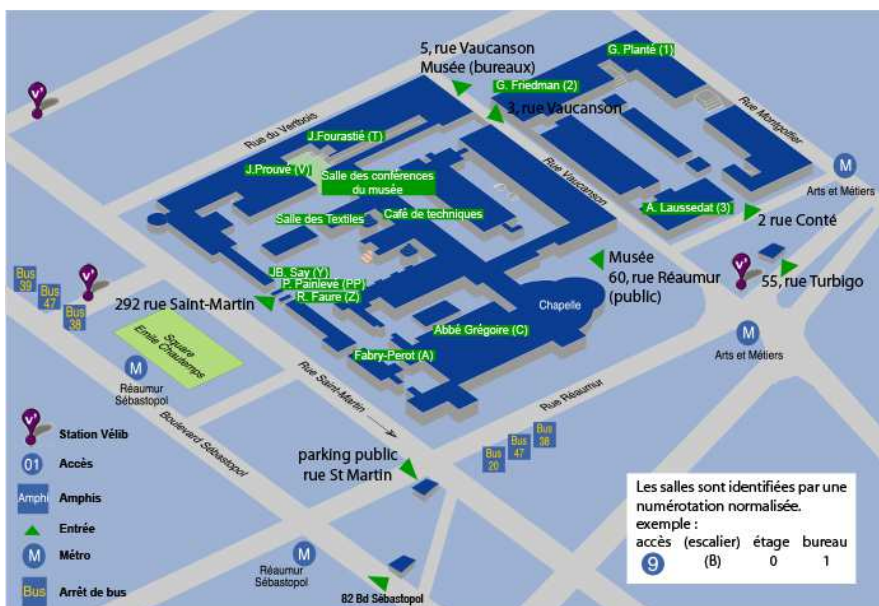 5, rue Vaucanson
Musée (bureaux)
G. Planté (1)
G. Friedman (2)
3, rue Vaucanson
Rue du Vertbois
J.Fourastié (T)
Rue Montgolfier
J.Prouvé (V)
Salle des conférences
du musée
Rue Vaucanson
M
Arts et Métiers
A. Laussedat (3)
2 rue Conté
Salle des Textiles
Café de techniques
Musée
60, rue Réaumur
(public)
55, rue Turbigo
JB. Say (Y)
P. Painlevé (PP)
R. Faure (Z)
Bus
39
Bus
47
Bus
38
292 rue Saint-Martin
Chapelle
Abbé Grégoire (C)
Fabry-Perot (A)
Square
Emile Chautemps
M
Réaumur
Sébastopol
M
Arts et Métiers
Rue Saint-Martin
Rue Réaumur
Boulevard Sébastopol
Bus
20
Bus
47
Bus
38
parking public
rue St Martin
Station Vélib
01
Accès
Amphi
Amphis
Entrée
M
Métro
Bus
Arrêt de bus
M
Réaumur
Sébastopol
82 Bd Sébastopol
Les salles sont identifiées par une
numérotation normalisée.
exemple :
accès (escalier) étage bureau
9 (B) 0 1